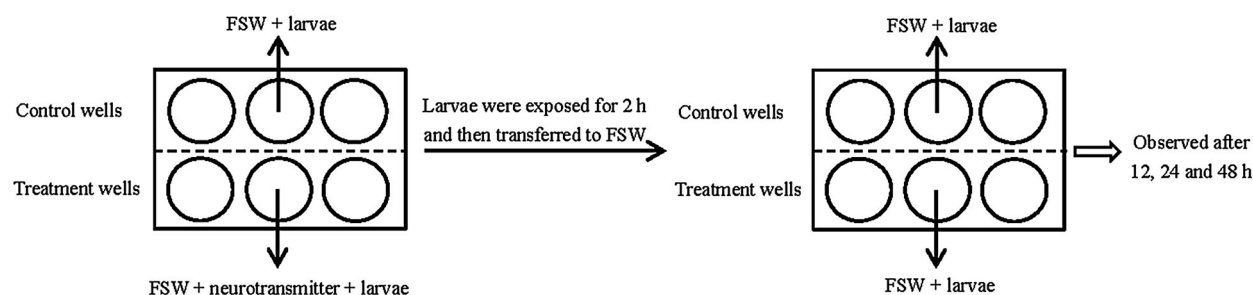 FSW + larvae
Control wells
Treatment wells
FSW + neurotransmitter + larvae
Larvae were exposed for 2 h
and then transferred to FSW
FSW + larvae
Control wells
Treatment wells
FSW + larvae
Observed after
12, 24 and 48 h